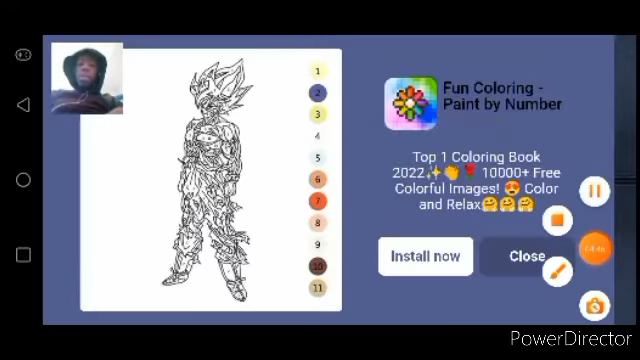 1
2
3
4
5
6
7
8
9
10
11
Fun Coloring -
Paint by Number
Top 1 Coloring Book
2022✨👏🌹 10000+ Free
Colorful Images! 😍 Color
and Relax🤗🤗🤗
Install now
Close
PowerDirector